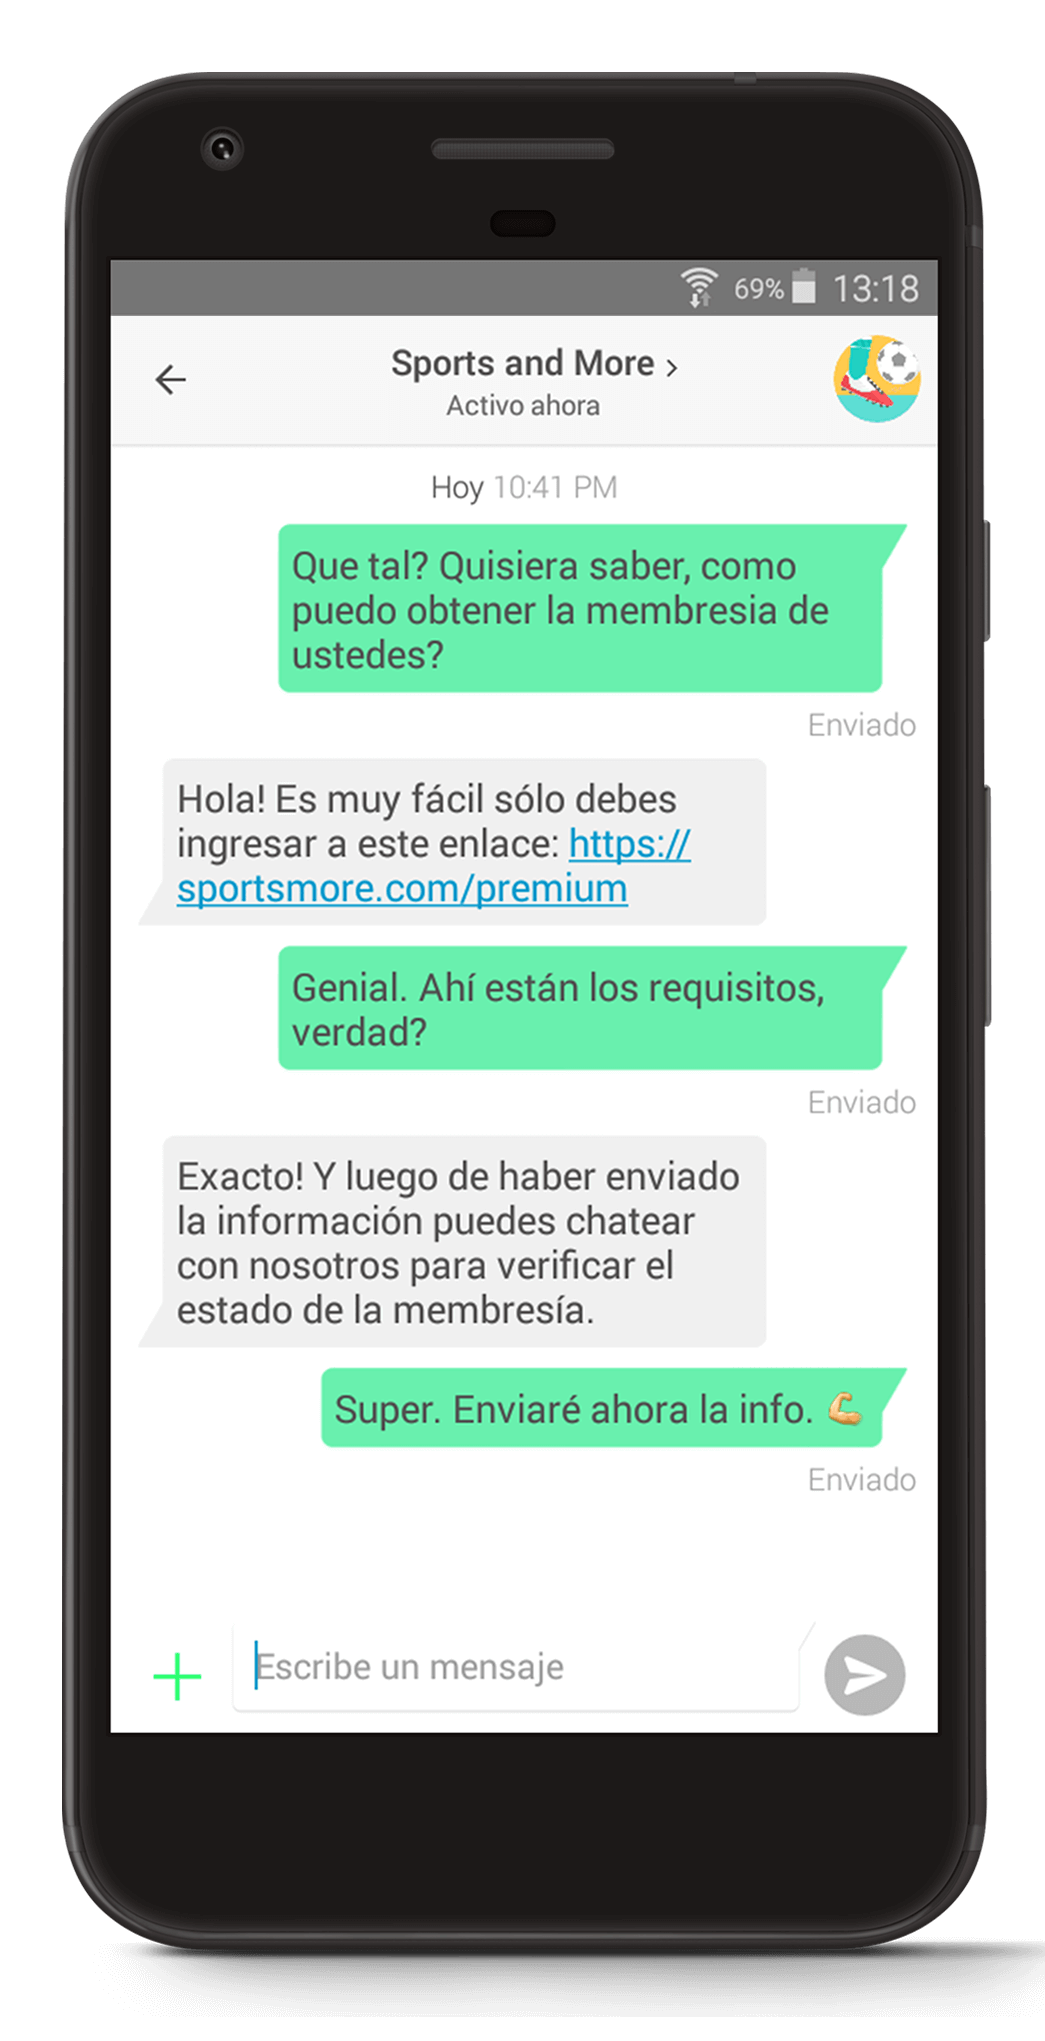 69% 13:18
Sports and More ›
Activo ahora
Hoy 10:41 PM
Que tal? Quisiera saber, como
puedo obtener la membresia de
ustedes?
Enviado
Hola! Es muy fácil sólo debes
ingresar a este enlace: https://
sportsmore.com/premium
Genial. Ahí están los requisitos,
verdad?
Enviado
Exacto! Y luego de haber enviado
la información puedes chatear
con nosotros para verificar el
estado de la membresía.
Super. Enviaré ahora la info. 💪
Enviado
Escribe un mensaje